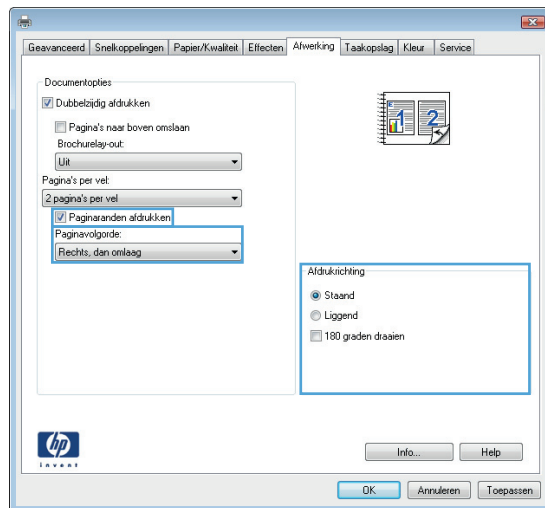 Geavanceerd Snelkoppelingen Papier/Kwaliteit Effecten Afwerking Taakopslag Kleur Service
Documentopties
Dubbelzijdig afdrukken
Pagina's naar boven omslaan
Brochurelay-out:
Uit
Pagina's per vel:
2 pagina's per vel
Paginaranden afdrukken
Paginavolgorde:
Rechts, dan omlaag
1 2
Afdrukrichting
Staand
Liggend
180 graden draaien
hp
invent
Info... Help
OK Annuleren Toepassen